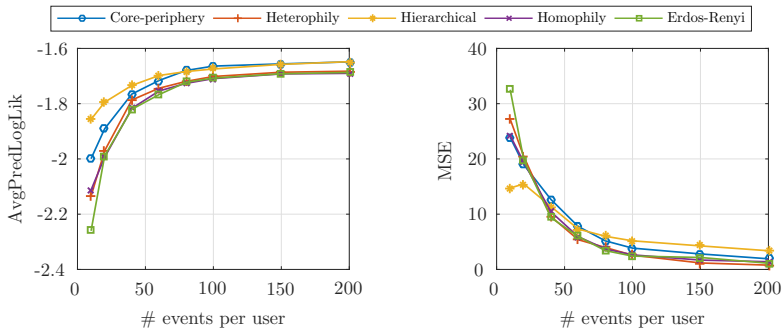 Core-periphery Heterophily Hierarchical Homophily Erdos-Renyi
AvgPredLogLik
-1.6
-1.8
-2
-2.2
-2.4
0 50 100 150 200
# events per user
MSE
40
30
20
10
0
0 50 100 150 200
# events per user